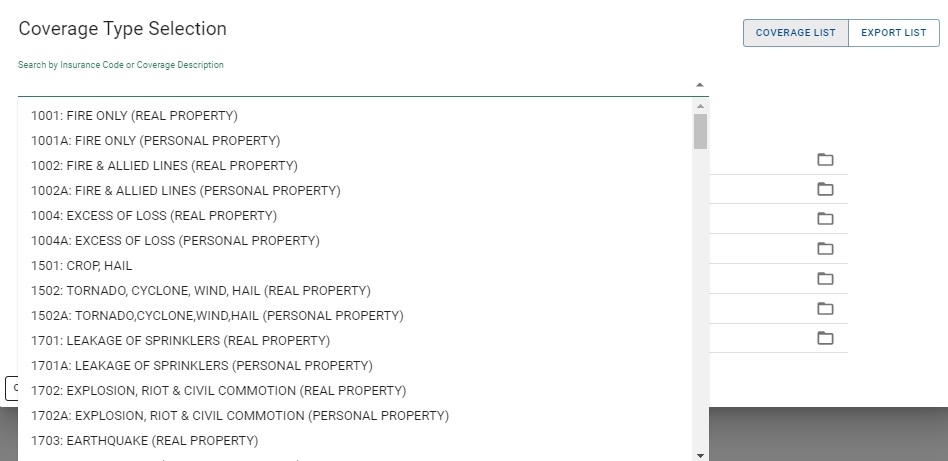 Coverage Type Selection
COVERAGE LIST
EXPORT LIST
Search by Insurance Code or Coverage Description
1001: FIRE ONLY (REAL PROPERTY)
1001A: FIRE ONLY (PERSONAL PROPERTY)
1002: FIRE & ALLIED LINES (REAL PROPERTY)
1002A: FIRE & ALLIED LINES (PERSONAL PROPERTY)
1004: EXCESS OF LOSS (REAL PROPERTY)
1004A: EXCESS OF LOSS (PERSONAL PROPERTY)
1501: CROP, HAIL
1502: TORNADO, CYCLONE, WIND, HAIL (REAL PROPERTY)
1502A: TORNADO,CYCLONE,WIND,HAIL (PERSONAL PROPERTY)
1701: LEAKAGE OF SPRINKLERS (REAL PROPERTY)
1701A: LEAKAGE OF SPRINKLERS (PERSONAL PROPERTY)
1702: EXPLOSION, RIOT & CIVIL COMMOTION (REAL PROPERTY)
1702A: EXPLOSION, RIOT & CIVIL COMMOTION (PERSONAL PROPERTY)
1703: EARTHQUAKE (REAL PROPERTY)